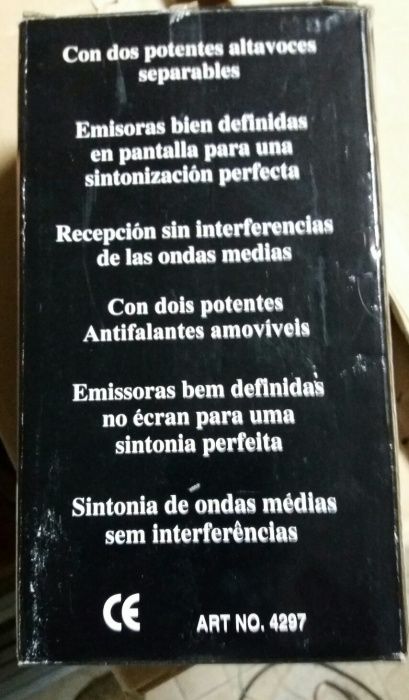 Con dos potentes altavoces
separables
Emisoras bien definidas
en pantalla para una
sintonización perfecta
Recepción sin interferencias
de las ondas medias
Con dois potentes
Antifalantes amovíveis
Emissoras bem definidas
no écran para uma
sintonia perfeita
Sintonia de ondas médias
sem interferências
CE ART NO. 4297